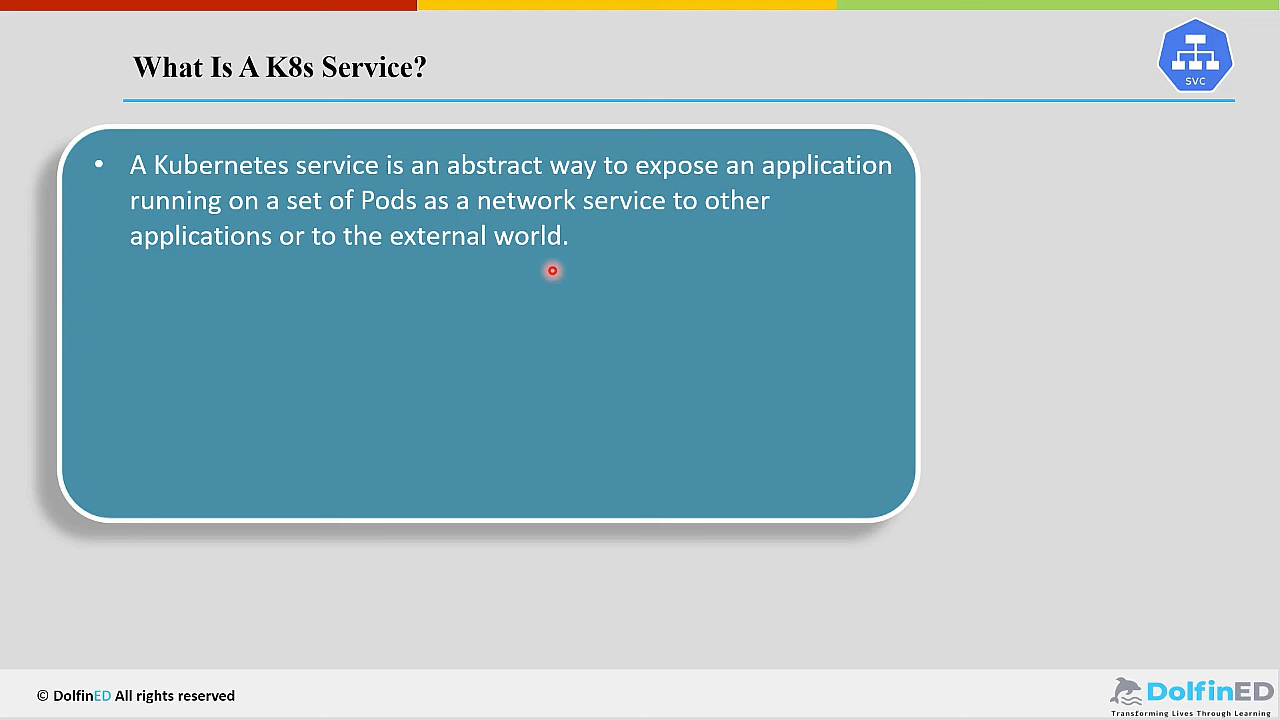 What Is A K8s Service?
svc
• A Kubernetes service is an abstract way to expose an application
running on a set of Pods as a network service to other
applications or to the external world.
© DolfinED All rights reserved
DolfinED
Transforming Lives Through Learning